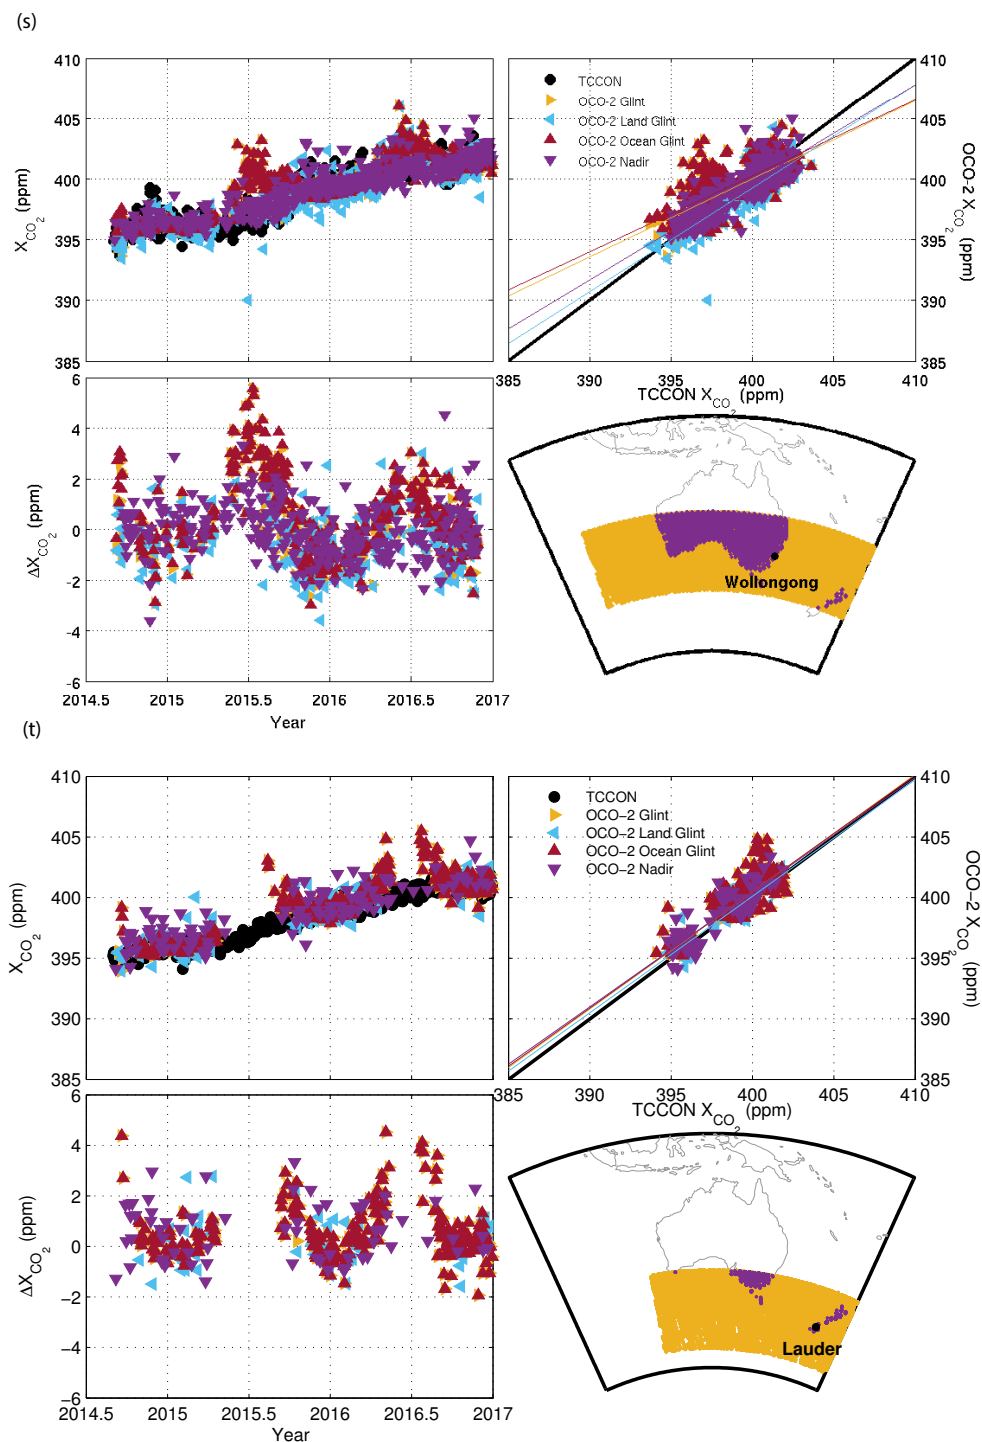 (s)
410
405
400
395
390
385
X_CO2 (ppm)
TCCON
OCO-2 Glint
OCO-2 Land Glint
OCO-2 Ocean Glint
OCO-2 Nadir
410
405
400
395
390
385
OCO-2 X_CO2 (ppm)
385 390 395 400 405 410
TCCON X_CO2 (ppm)
6
4
2
0
-2
-4
-6
ΔX_CO2 (ppm)
2014.5 2015 2015.5 2016 2016.5 2017
Year
Wollongong
(t)
410
405
400
395
390
385
X_CO2 (ppm)
TCCON
OCO−2 Glint
OCO−2 Land Glint
OCO−2 Ocean Glint
OCO−2 Nadir
410
405
400
395
390
385
OCO−2 X_CO2 (ppm)
385 390 395 400 405 410
TCCON X_CO2 (ppm)
6
4
2
0
−2
−4
−6
ΔX_CO2 (ppm)
2014.5 2015 2015.5 2016 2016.5 2017
Year
Lauder